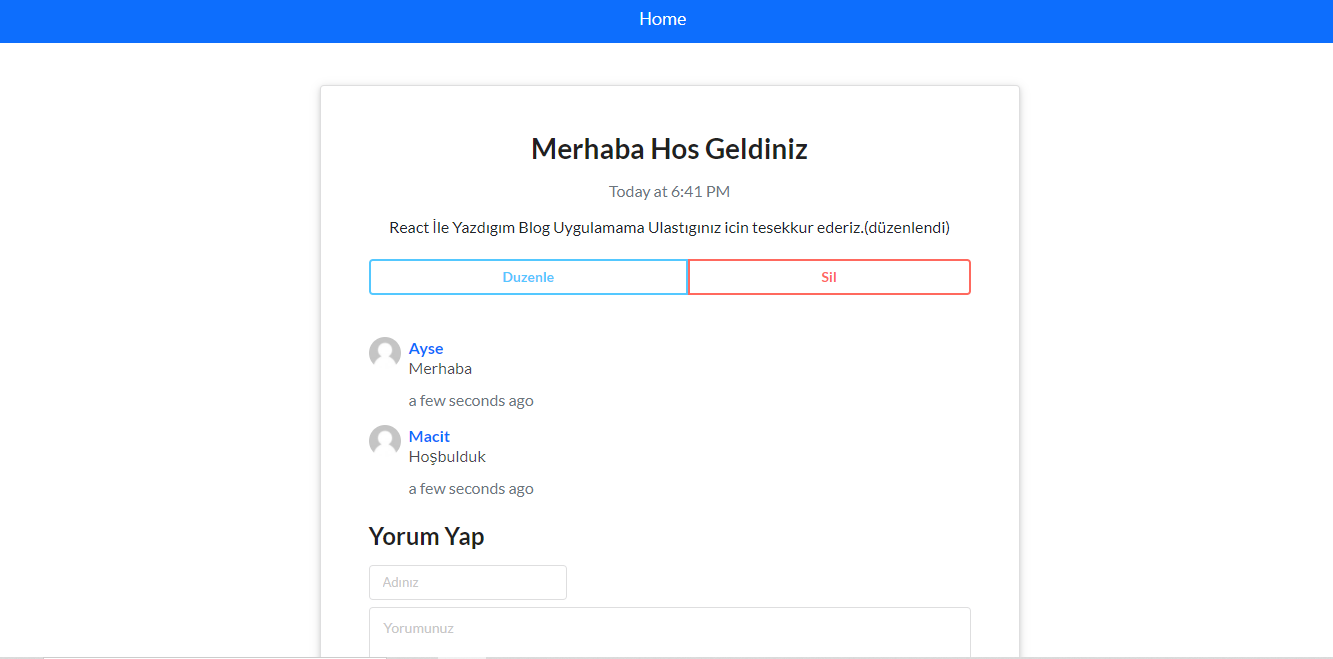 Home
Merhaba Hos Geldiniz
Today at 6:41 PM
React İle Yazdıgım Blog Uygulamama Ulastıgınız icin tesekkur ederiz.(düzenlendi)
Duzenle Sil
Ayse
Merhaba
a few seconds ago
Macit
Hoşbulduk
a few seconds ago
Yorum Yap
Adınız
Yorumunuz